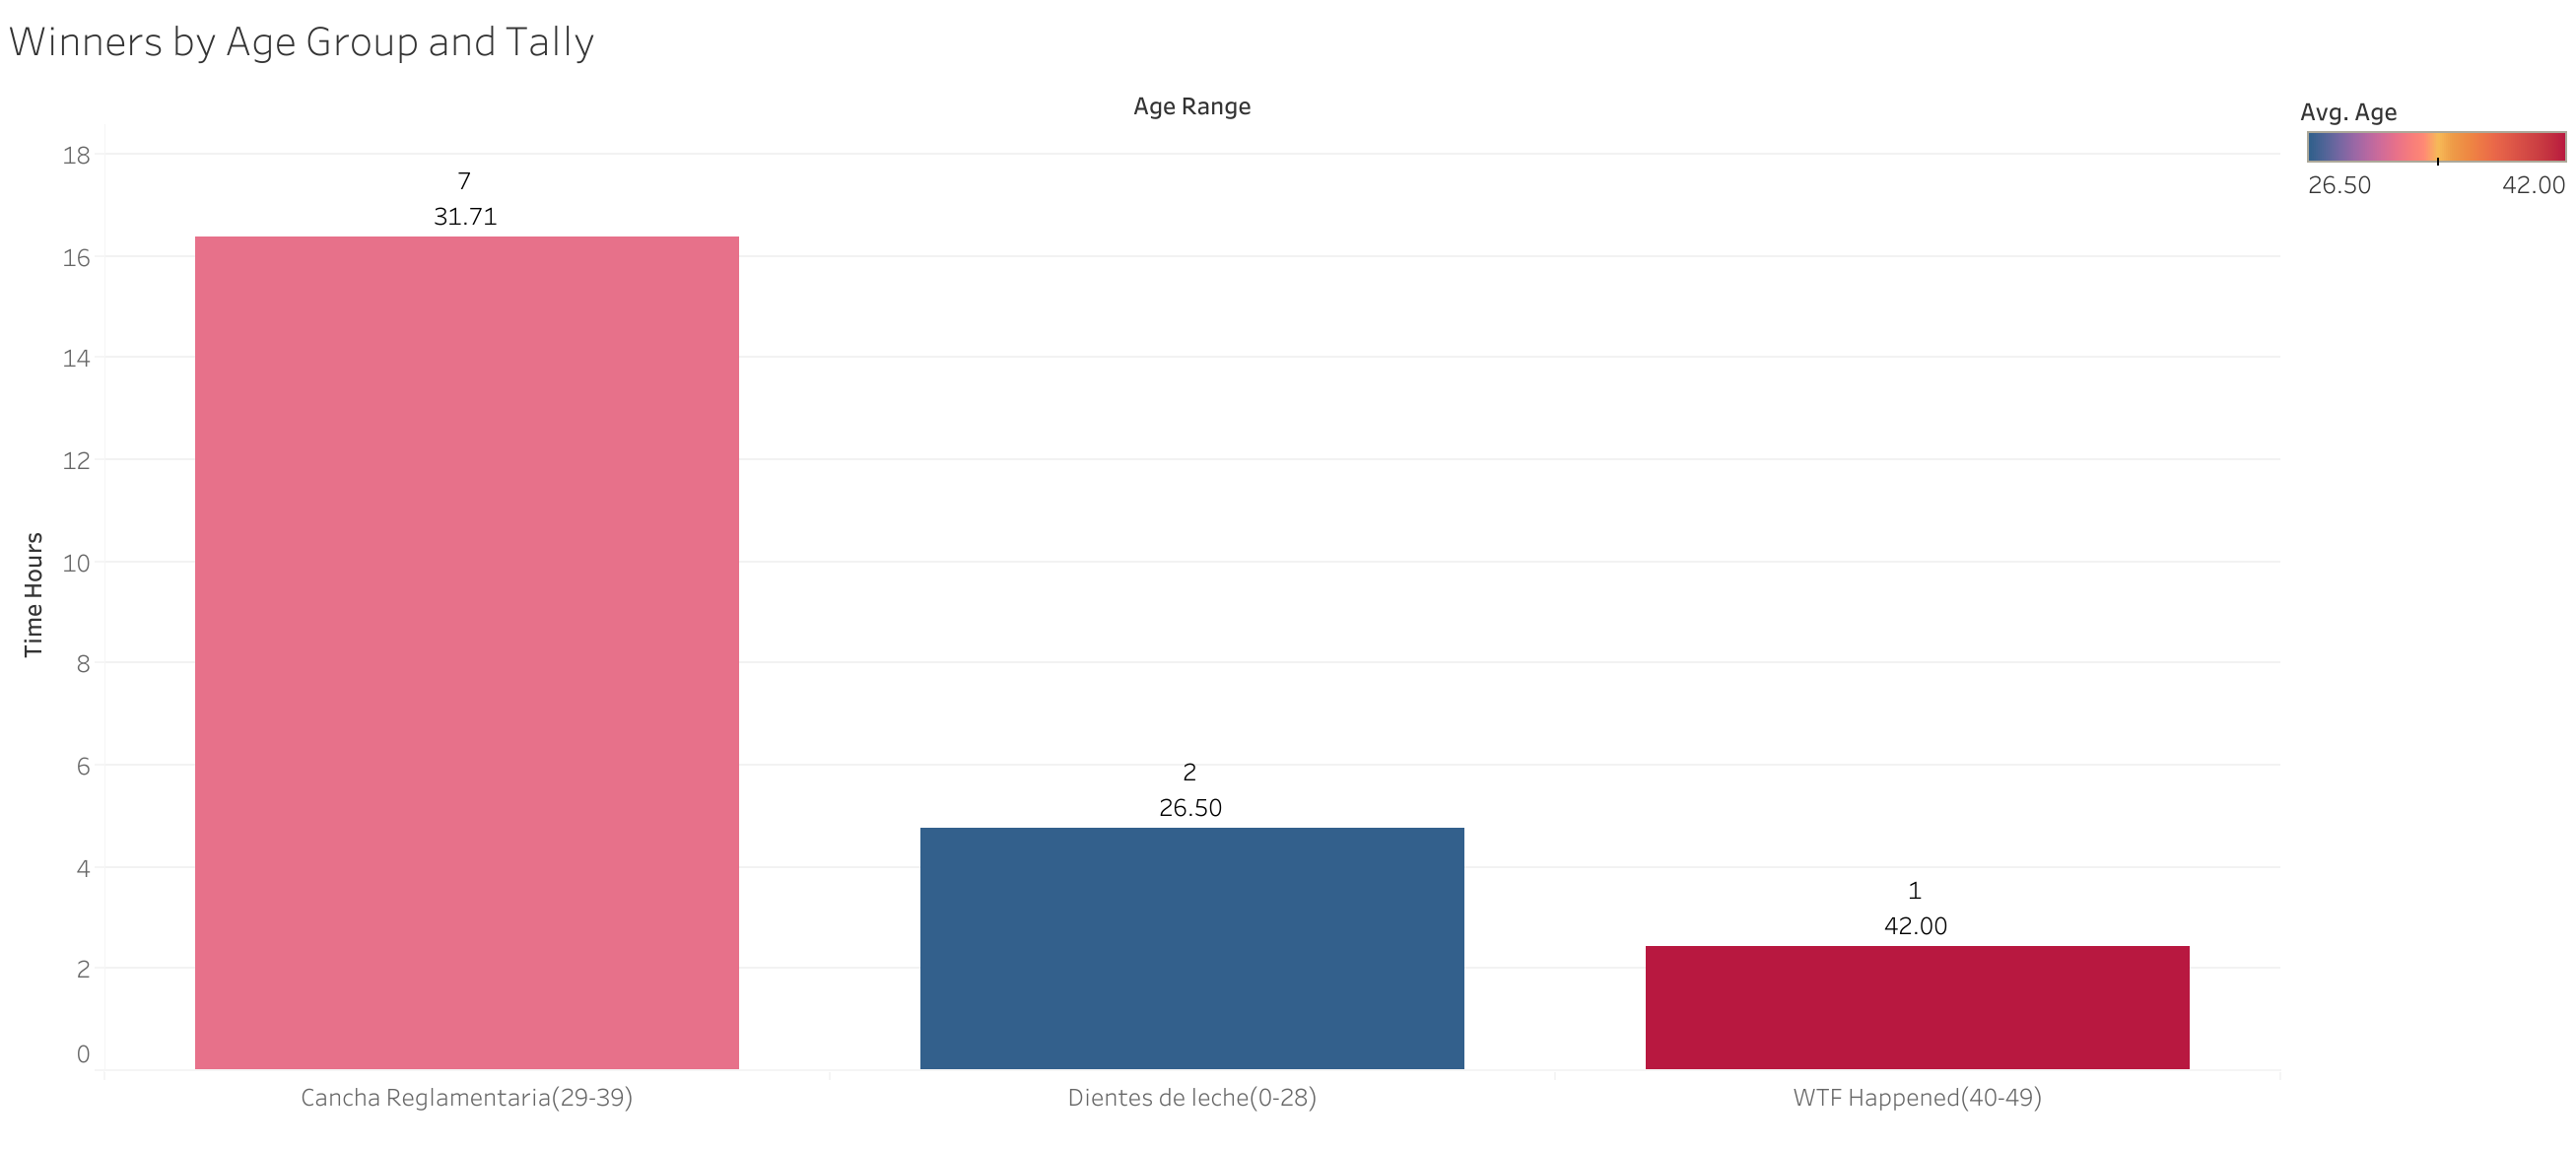 Winners by Age Group and Tally
Age Range
Avg. Age
26.50 42.00
Time Hours
18
16
14
12
10
8
6
4
2
0
7
31.71
2
26.50
1
42.00
Cancha Reglamentaria(29-39)
Dientes de leche(0-28)
WTF Happened(40-49)